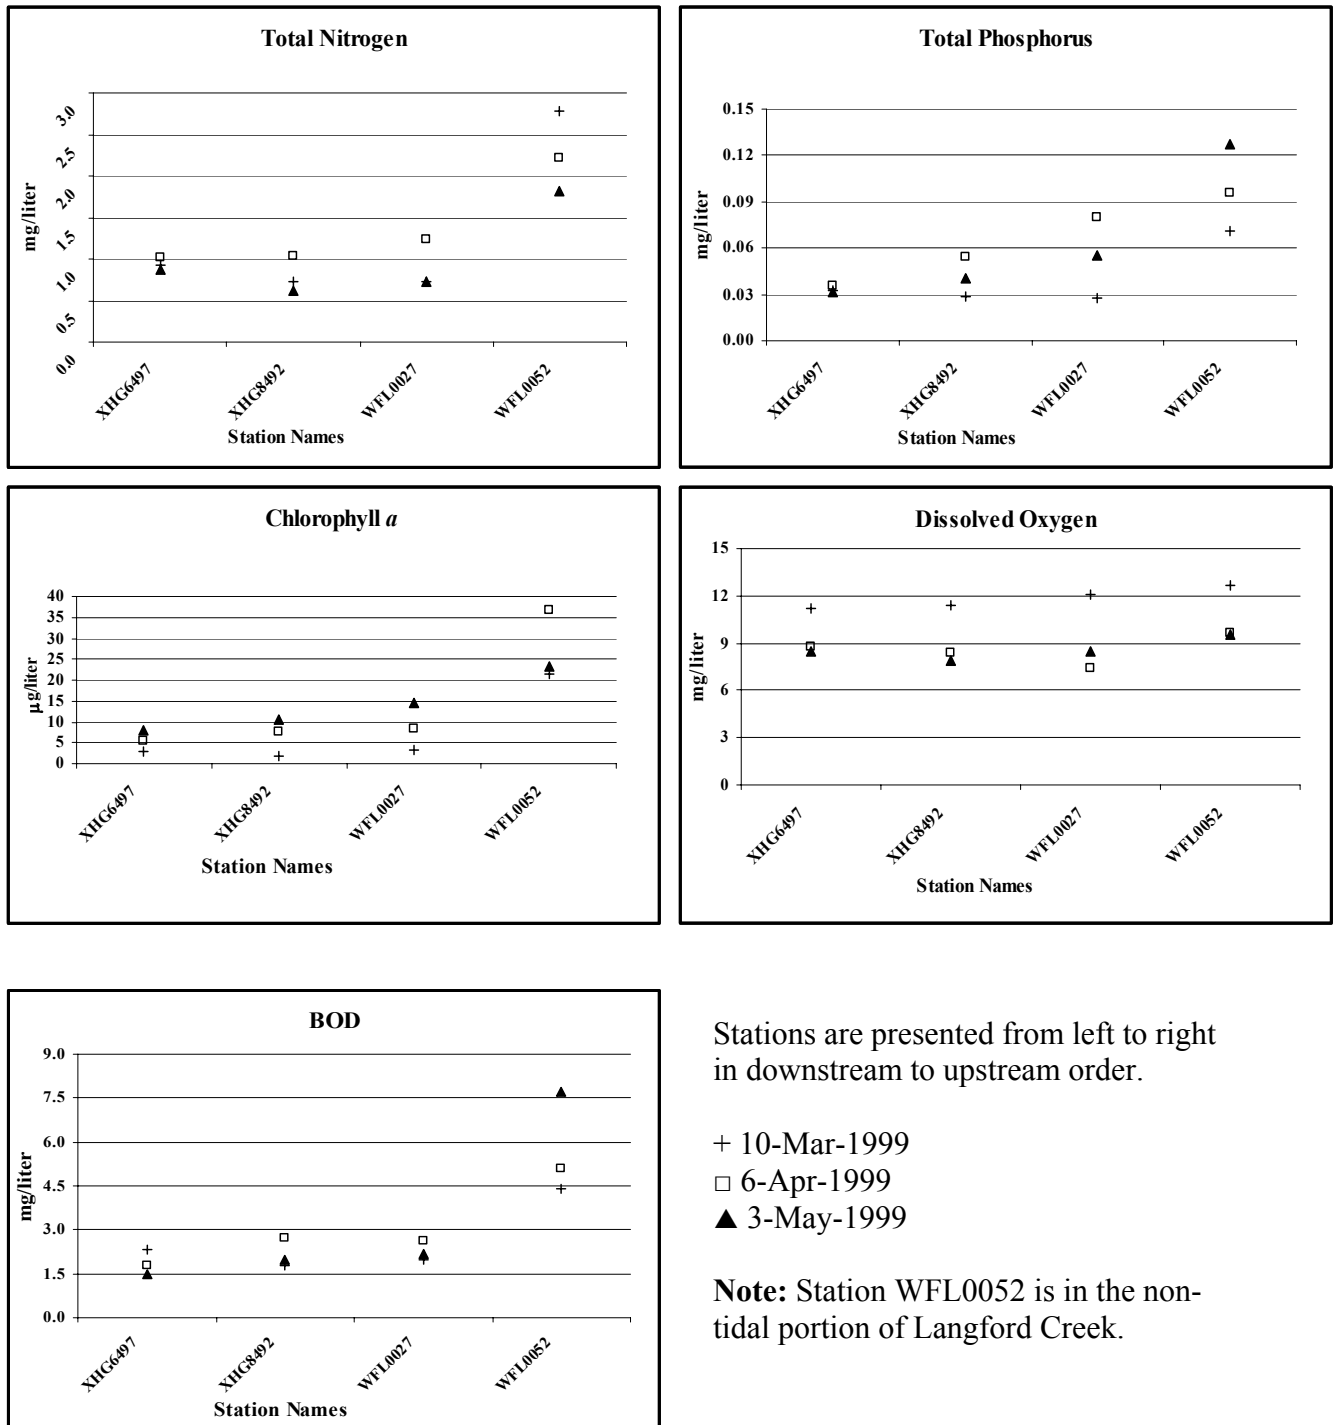 Total Nitrogen
3.0
2.5
2.0
1.5
1.0
0.5
0.0
mg/liter
XHG6497
XHG8492
WFL0027
WFL0052
Station Names
Total Phosphorus
0.15
0.12
0.09
0.06
0.03
0.00
mg/liter
XHG6497
XHG8492
WFL0027
WFL0052
Station Names
Chlorophyll a
40
35
30
25
20
15
10
5
0
µg/liter
XHG6497
XHG8492
WFL0027
WFL0052
Station Names
Dissolved Oxygen
15
12
9
6
3
0
mg/liter
XHG6497
XHG8492
WFL0027
WFL0052
Station Names
BOD
9.0
7.5
6.0
4.5
3.0
1.5
0.0
mg/liter
XHG6497
XHG8492
WFL0027
WFL0052
Station Names
Stations are presented from left to right
in downstream to upstream order.
+ 10-Mar-1999
□ 6-Apr-1999
▲ 3-May-1999
Note: Station WFL0052 is in the non-
tidal portion of Langford Creek.